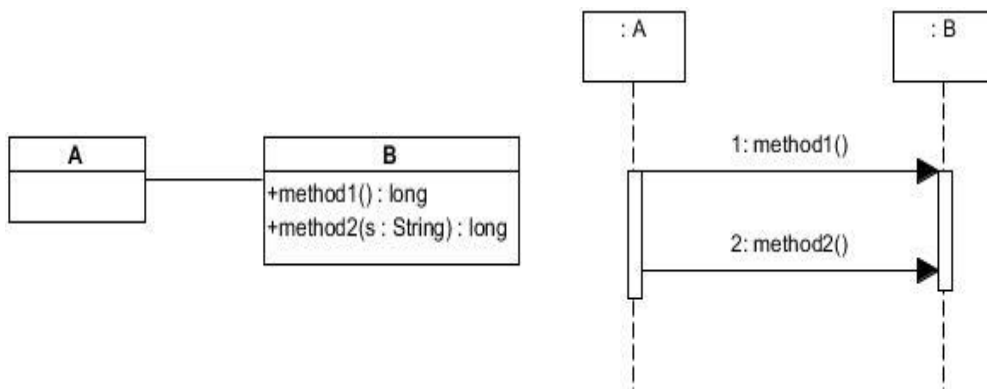 A
B
+method1() : long
+method2(s : String) : long
: A
: B
1: method1()
2: method2()